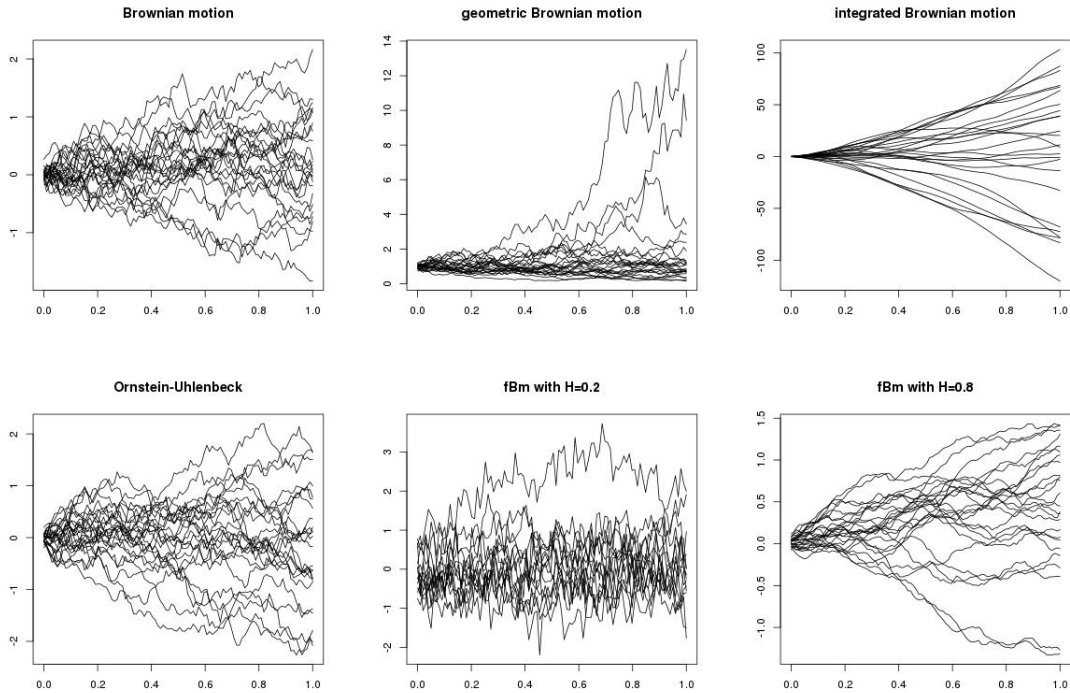 Brownian motion
2
1
0
-1
0.0 0.2 0.4 0.6 0.8 1.0
geometric Brownian motion
14
12
10
8
6
4
2
0
0.0 0.2 0.4 0.6 0.8 1.0
integrated Brownian motion
100
50
0
-50
-100
0.0 0.2 0.4 0.6 0.8 1.0
Ornstein-Uhlenbeck
2
1
0
-1
-2
0.0 0.2 0.4 0.6 0.8 1.0
fBm with H=0.2
3
2
1
0
-1
-2
0.0 0.2 0.4 0.6 0.8 1.0
fBm with H=0.8
1.5
1.0
0.5
0.0
-0.5
-1.0
0.0 0.2 0.4 0.6 0.8 1.0